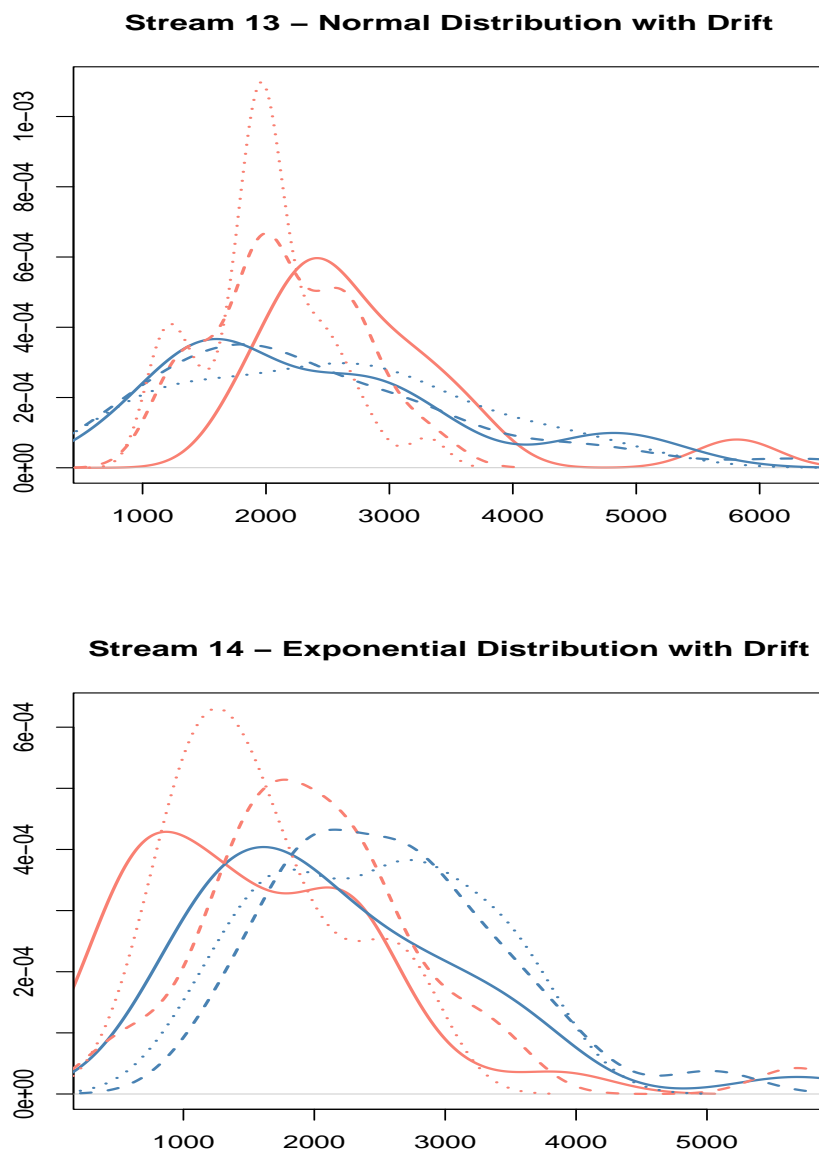 Stream 13 – Normal Distribution with Drift
1e−03
8e−04
6e−04
4e−04
2e−04
0e+00
1000 2000 3000 4000 5000 6000
Stream 14 – Exponential Distribution with Drift
6e−04
4e−04
2e−04
0e+00
1000 2000 3000 4000 5000